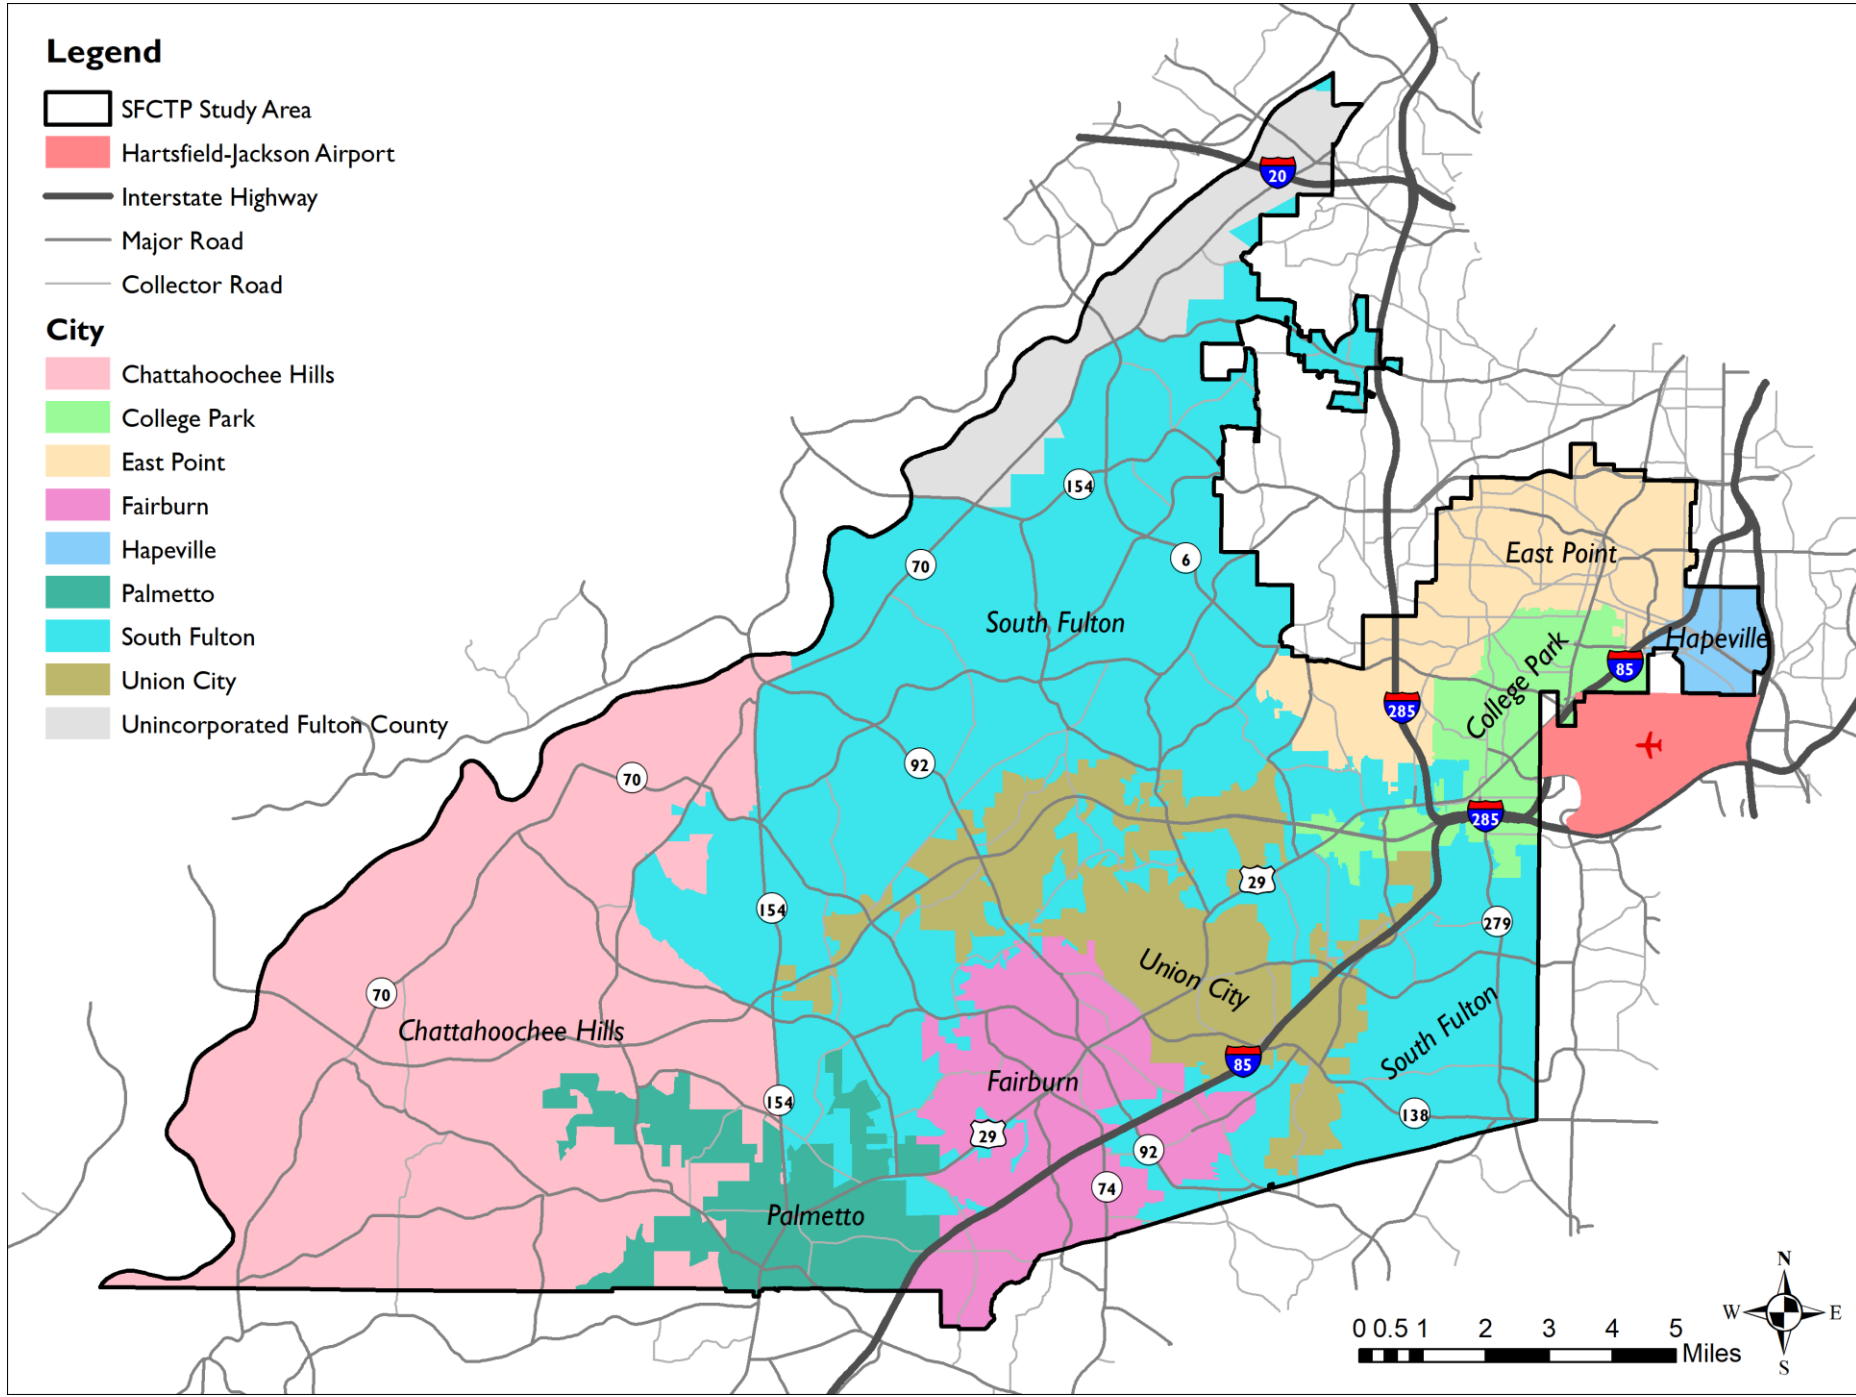 Legend
SFCTP Study Area
Hartsfield-Jackson Airport
Interstate Highway
Major Road
Collector Road
City
Chattahoochee Hills
College Park
East Point
Fairburn
Hapeville
Palmetto
South Fulton
Union City
Unincorporated Fulton County
20
154
70
6
East Point
South Fulton
Hapeville
85
College Park
285
92
70
285
29
154
279
Union City
70
Chattahoochee Hills
South Fulton
85
Fairburn
154
138
29
92
74
Palmetto
N
W E
S
0 0.5 1 2 3 4 5
Miles